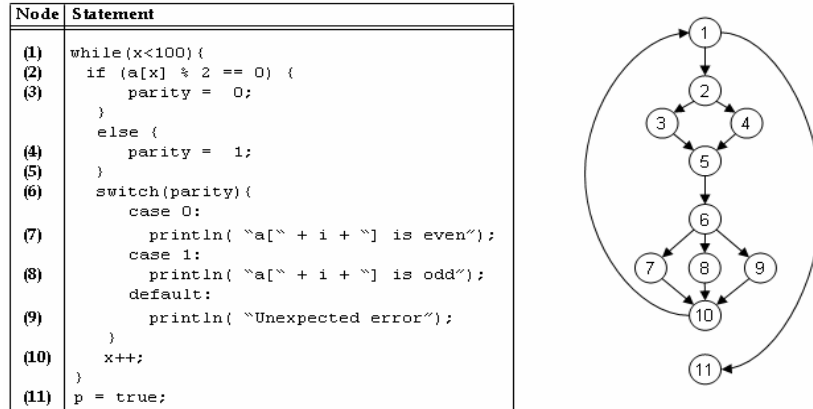 Node Statement
(1) while(x<100){
(2) if (a[x] % 2 == 0) {
(3) parity = 0;
}
else {
(4) parity = 1;
(5) }
(6) switch(parity){
case 0:
(7) println( "a[" + i + "] is even");
case 1:
(8) println( "a[" + i + "] is odd");
default:
(9) println( "Unexpected error");
}
(10) x++;
}
(11) p = true;
1
2
3 4
5
6
7 8 9
10
11